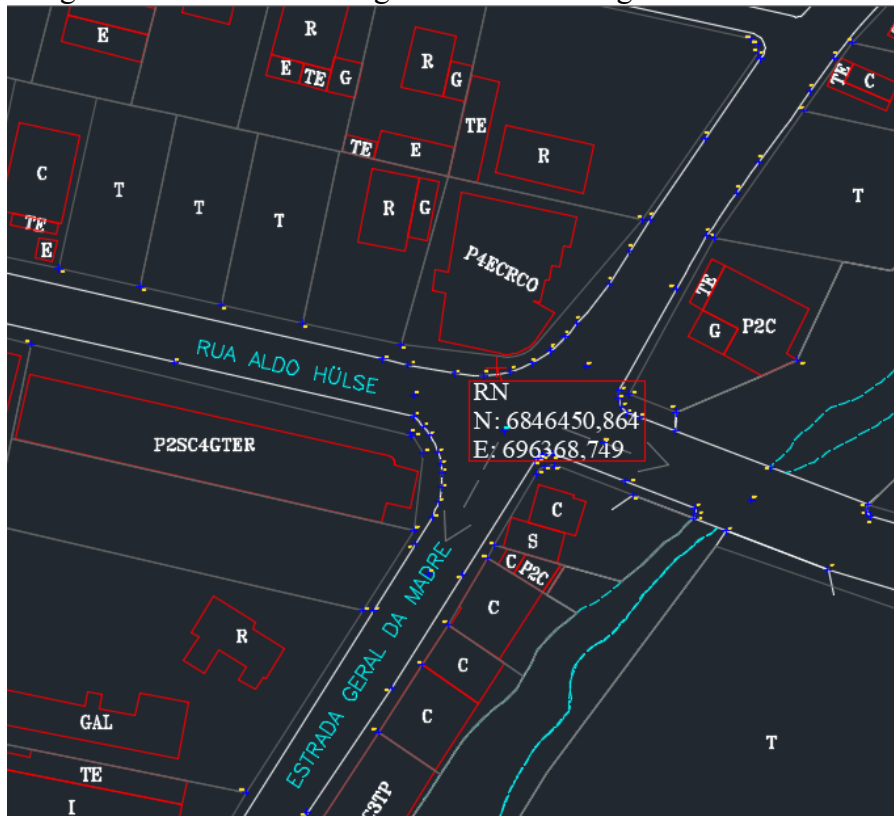 E
R
E
TE
G
R
G
TE
TE
C
C
TE
E
TE
E
R
T
T
T
R
G
T
P4ECRCO
TE
G
P2C
RUA ALDO HÜLSE
RN
N: 6846450,864
E: 696368,749
P2SC4GTER
C
S
C
P2C
C
R
ESTRADA GERAL DA MADRE
C
C
GAL
T
TE
I
C3TP